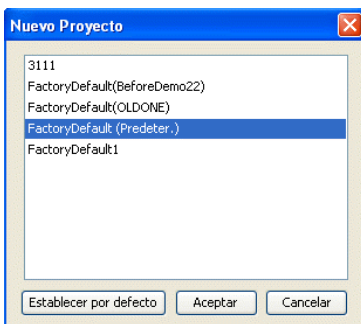 Nuevo Proyecto
3111
FactoryDefault(BeforeDemo22)
FactoryDefault(OLDONE)
FactoryDefault (Predeter.)
FactoryDefault1
Establecer por defecto Aceptar Cancelar